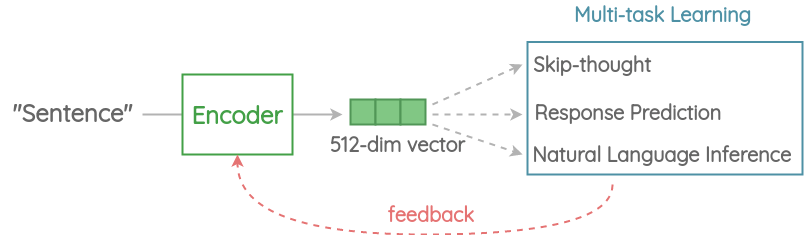 Multi-task Learning
"Sentence"
Encoder
512-dim vector
Skip-thought
Response Prediction
Natural Language Inference
feedback